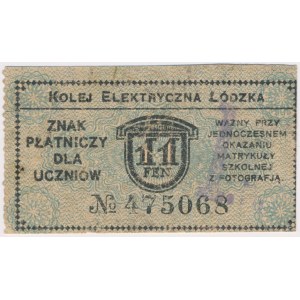 KOLEJ ELEKTRYCZNA ŁÓDZKA
ZNAK
PŁATNICZY
DLA
UCZNIÓW
11
FEN.
WAŻNY PRZY
JEDNOCZESNEM
OKAZANIU
MATRYKUŁY
SZKOLNEJ
Z FOTOGRAFJĄ.
№ 475068